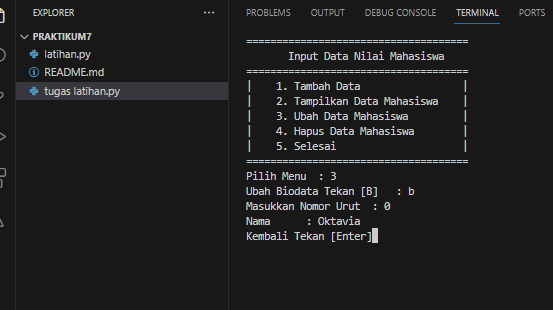 EXPLORER
...
PRAKTIKUM7
latihan.py
README.md
tugas latihan.py
PROBLEMS OUTPUT DEBUG CONSOLE TERMINAL PORTS
=====================================
Input Data Nilai Mahasiswa
=====================================
| 1. Tambah Data |
| 2. Tampilkan Data Mahasiswa |
| 3. Ubah Data Mahasiswa |
| 4. Hapus Data Mahasiswa |
| 5. Selesai |
=====================================
Pilih Menu : 3
Ubah Biodata Tekan [B] : b
Masukkan Nomor Urut : 0
Nama : Oktavia
Kembali Tekan [Enter]